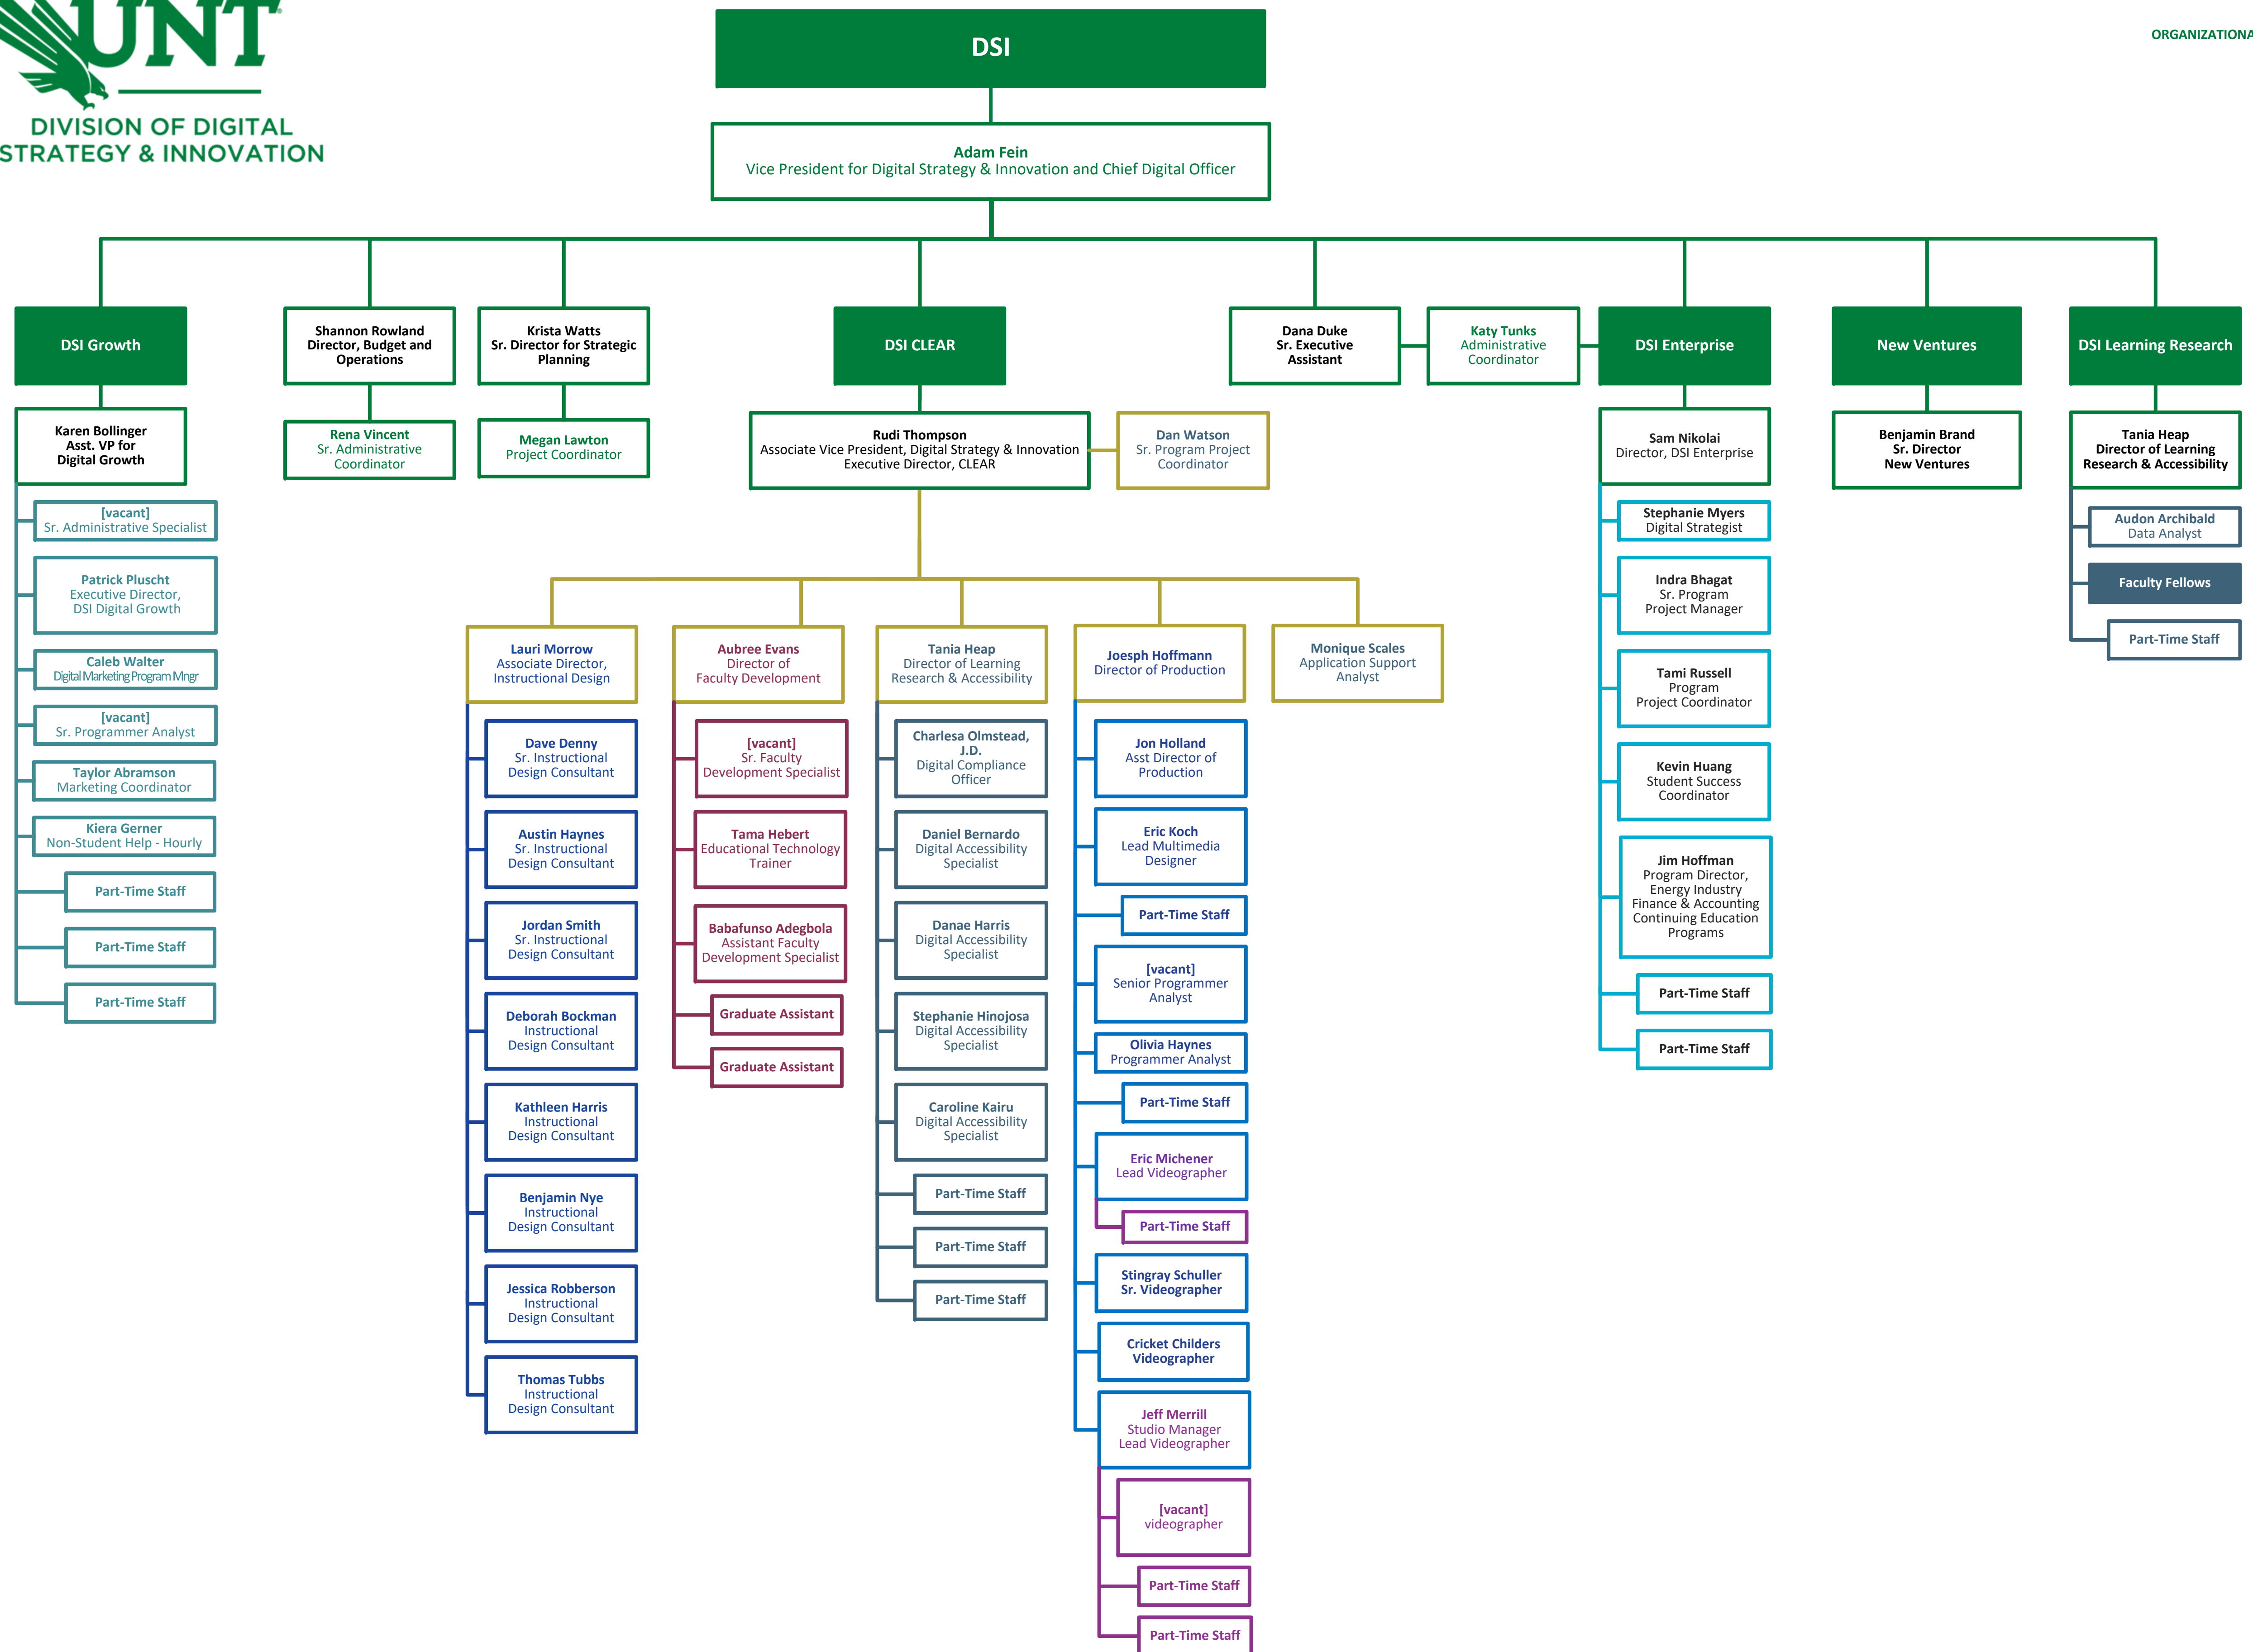 UNT
DIVISION OF DIGITAL
STRATEGY & INNOVATION
DSI
ORGANIZATIONA
Adam Fein
Vice President for Digital Strategy & Innovation and Chief Digital Officer
DSI Growth
Shannon Rowland
Director, Budget and
Operations
Krista Watts
Sr. Director for Strategic
Planning
DSI CLEAR
Dana Duke
Sr. Executive
Assistant
Katy Tunks
Administrative
Coordinator
DSI Enterprise
New Ventures
DSI Learning Research
Karen Bollinger
Asst. VP for
Digital Growth
Rena Vincent
Sr. Administrative
Coordinator
Megan Lawton
Project Coordinator
Rudi Thompson
Associate Vice President, Digital Strategy & Innovation
Executive Director, CLEAR
Dan Watson
Sr. Program Project
Coordinator
Sam Nikolai
Director, DSI Enterprise
Benjamin Brand
Sr. Director
New Ventures
Tania Heap
Director of Learning
Research & Accessibility
[vacant]
Sr. Administrative Specialist
Patrick Pluscht
Executive Director,
DSI Digital Growth
Caleb Walter
Digital Marketing Program Mngr
[vacant]
Sr. Programmer Analyst
Taylor Abramson
Marketing Coordinator
Kiera Gerner
Non-Student Help - Hourly
Part-Time Staff
Part-Time Staff
Part-Time Staff
Lauri Morrow
Associate Director,
Instructional Design
Dave Denny
Sr. Instructional
Design Consultant
Austin Haynes
Sr. Instructional
Design Consultant
Jordan Smith
Sr. Instructional
Design Consultant
Deborah Bockman
Instructional
Design Consultant
Kathleen Harris
Instructional
Design Consultant
Benjamin Nye
Instructional
Design Consultant
Jessica Robberson
Instructional
Design Consultant
Thomas Tubbs
Instructional
Design Consultant
Aubree Evans
Director of
Faculty Development
[vacant]
Sr. Faculty
Development Specialist
Tama Hebert
Educational Technology
Trainer
Babafunso Adegbola
Assistant Faculty
Development Specialist
Graduate Assistant
Graduate Assistant
Tania Heap
Director of Learning
Research & Accessibility
Charlesa Olmstead,
J.D.
Digital Compliance
Officer
Daniel Bernardo
Digital Accessibility
Specialist
Danae Harris
Digital Accessibility
Specialist
Stephanie Hinojosa
Digital Accessibility
Specialist
Caroline Kairu
Digital Accessibility
Specialist
Part-Time Staff
Part-Time Staff
Part-Time Staff
Joesph Hoffmann
Director of Production
Jon Holland
Asst Director of
Production
Eric Koch
Lead Multimedia
Designer
Part-Time Staff
[vacant]
Senior Programmer
Analyst
Olivia Haynes
Programmer Analyst
Part-Time Staff
Eric Michener
Lead Videographer
Part-Time Staff
Stingray Schuller
Sr. Videographer
Cricket Childers
Videographer
Jeff Merrill
Studio Manager
Lead Videographer
[vacant]
videographer
Part-Time Staff
Part-Time Staff
Monique Scales
Application Support
Analyst
Stephanie Myers
Digital Strategist
Indra Bhagat
Sr. Program
Project Manager
Tami Russell
Program
Project Coordinator
Kevin Huang
Student Success
Coordinator
Jim Hoffman
Program Director,
Energy Industry
Finance & Accounting
Continuing Education
Programs
Part-Time Staff
Part-Time Staff
Audon Archibald
Data Analyst
Faculty Fellows
Part-Time Staff